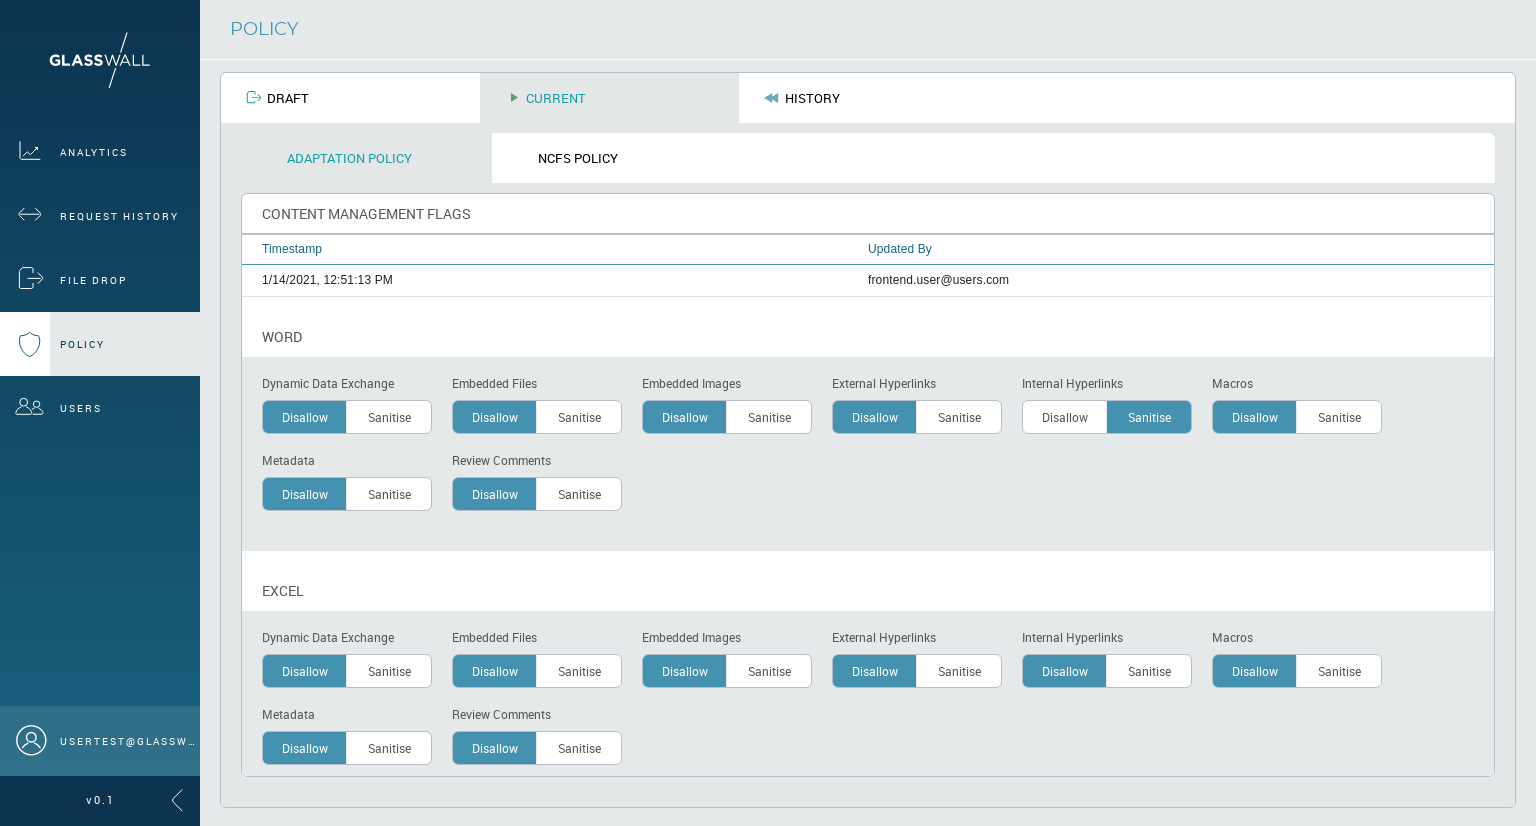 GLASSWALL
ANALYTICS
REQUEST HISTORY
FILE DROP
POLICY
USERS
USERTEST@GLASSW...
v0.1
POLICY
DRAFT CURRENT HISTORY
ADAPTATION POLICY NCFS POLICY
CONTENT MANAGEMENT FLAGS
Timestamp Updated By
1/14/2021, 12:51:13 PM frontend.user@users.com
WORD
Dynamic Data Exchange Embedded Files Embedded Images External Hyperlinks Internal Hyperlinks Macros
Disallow Sanitise Disallow Sanitise Disallow Sanitise Disallow Sanitise Disallow Sanitise Disallow Sanitise
Metadata Review Comments
Disallow Sanitise Disallow Sanitise
EXCEL
Dynamic Data Exchange Embedded Files Embedded Images External Hyperlinks Internal Hyperlinks Macros
Disallow Sanitise Disallow Sanitise Disallow Sanitise Disallow Sanitise Disallow Sanitise Disallow Sanitise
Metadata Review Comments
Disallow Sanitise Disallow Sanitise